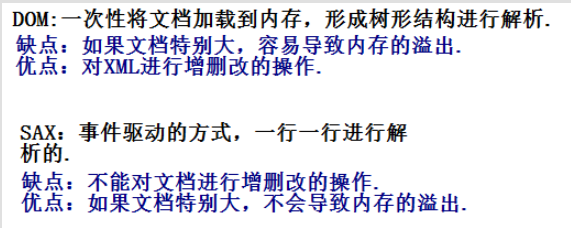 DOM:一次性将文档加载到内存，形成树形结构进行解析.
缺点：如果文档特别大，容易导致内存的溢出.
优点：对XML进行增删改的操作.
SAX：事件驱动的方式，一行一行进行解
析的.
缺点：不能对文档进行增删改的操作.
优点：如果文档特别大，不会导致内存的溢出.